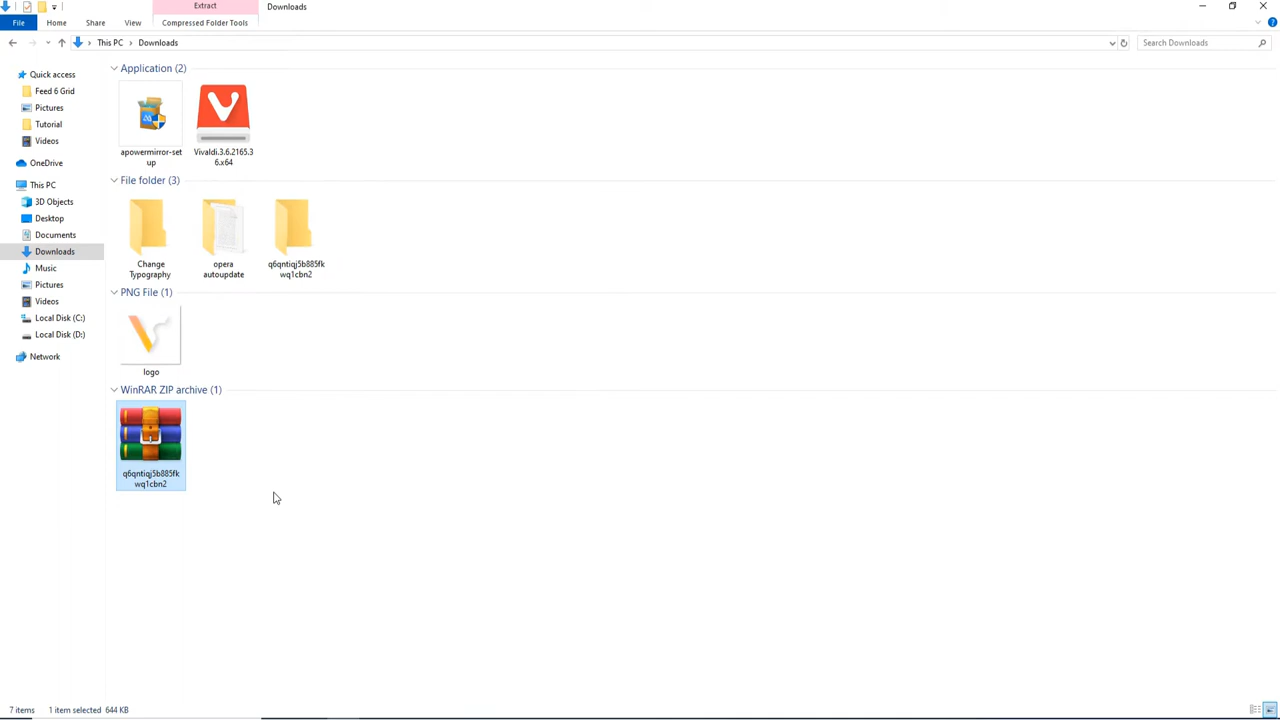 Extract
Downloads
File
Home
Share
View
Compressed Folder Tools
This PC
Downloads
Search Downloads
Quick access
Feed 6 Grid
Pictures
Tutorial
Videos
OneDrive
This PC
3D Objects
Desktop
Documents
Downloads
Music
Pictures
Videos
Local Disk (C:)
Local Disk (D:)
Network
Application (2)
apowermirror-set
up
Vivaldi.3.6.2165.3
6.x64
File folder (3)
Change
Typography
opera
autoupdate
q6qntiqj5b885fk
wq1cbn2
PNG File (1)
logo
WinRAR ZIP archive (1)
q6qntiqj5b885fk
wq1cbn2
7 items
1 item selected 644 KB